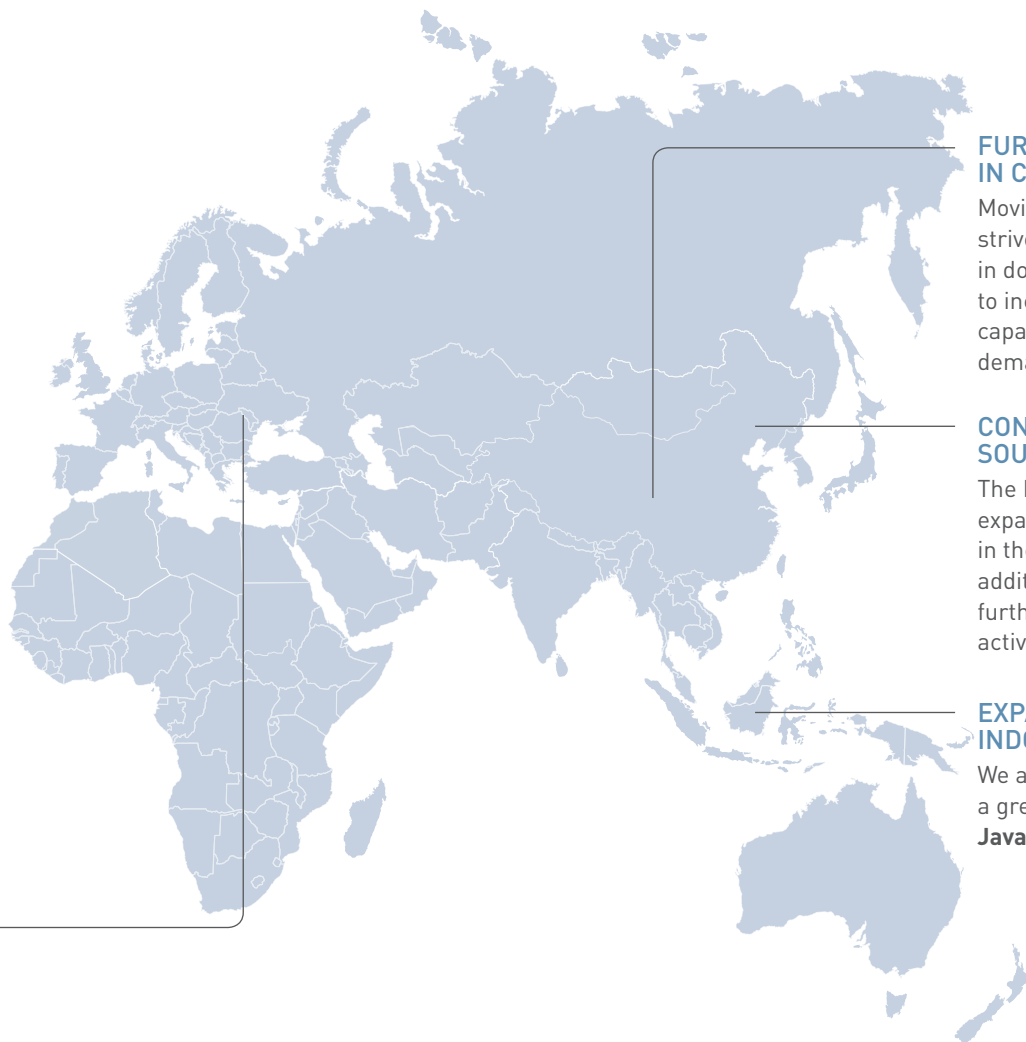 FUR
IN C
Movi
strive
in do
to inc
capa
dema
CON
SOU
The
expa
in the
addit
furth
activ
EXPA
INDO
We a
a gre
Java